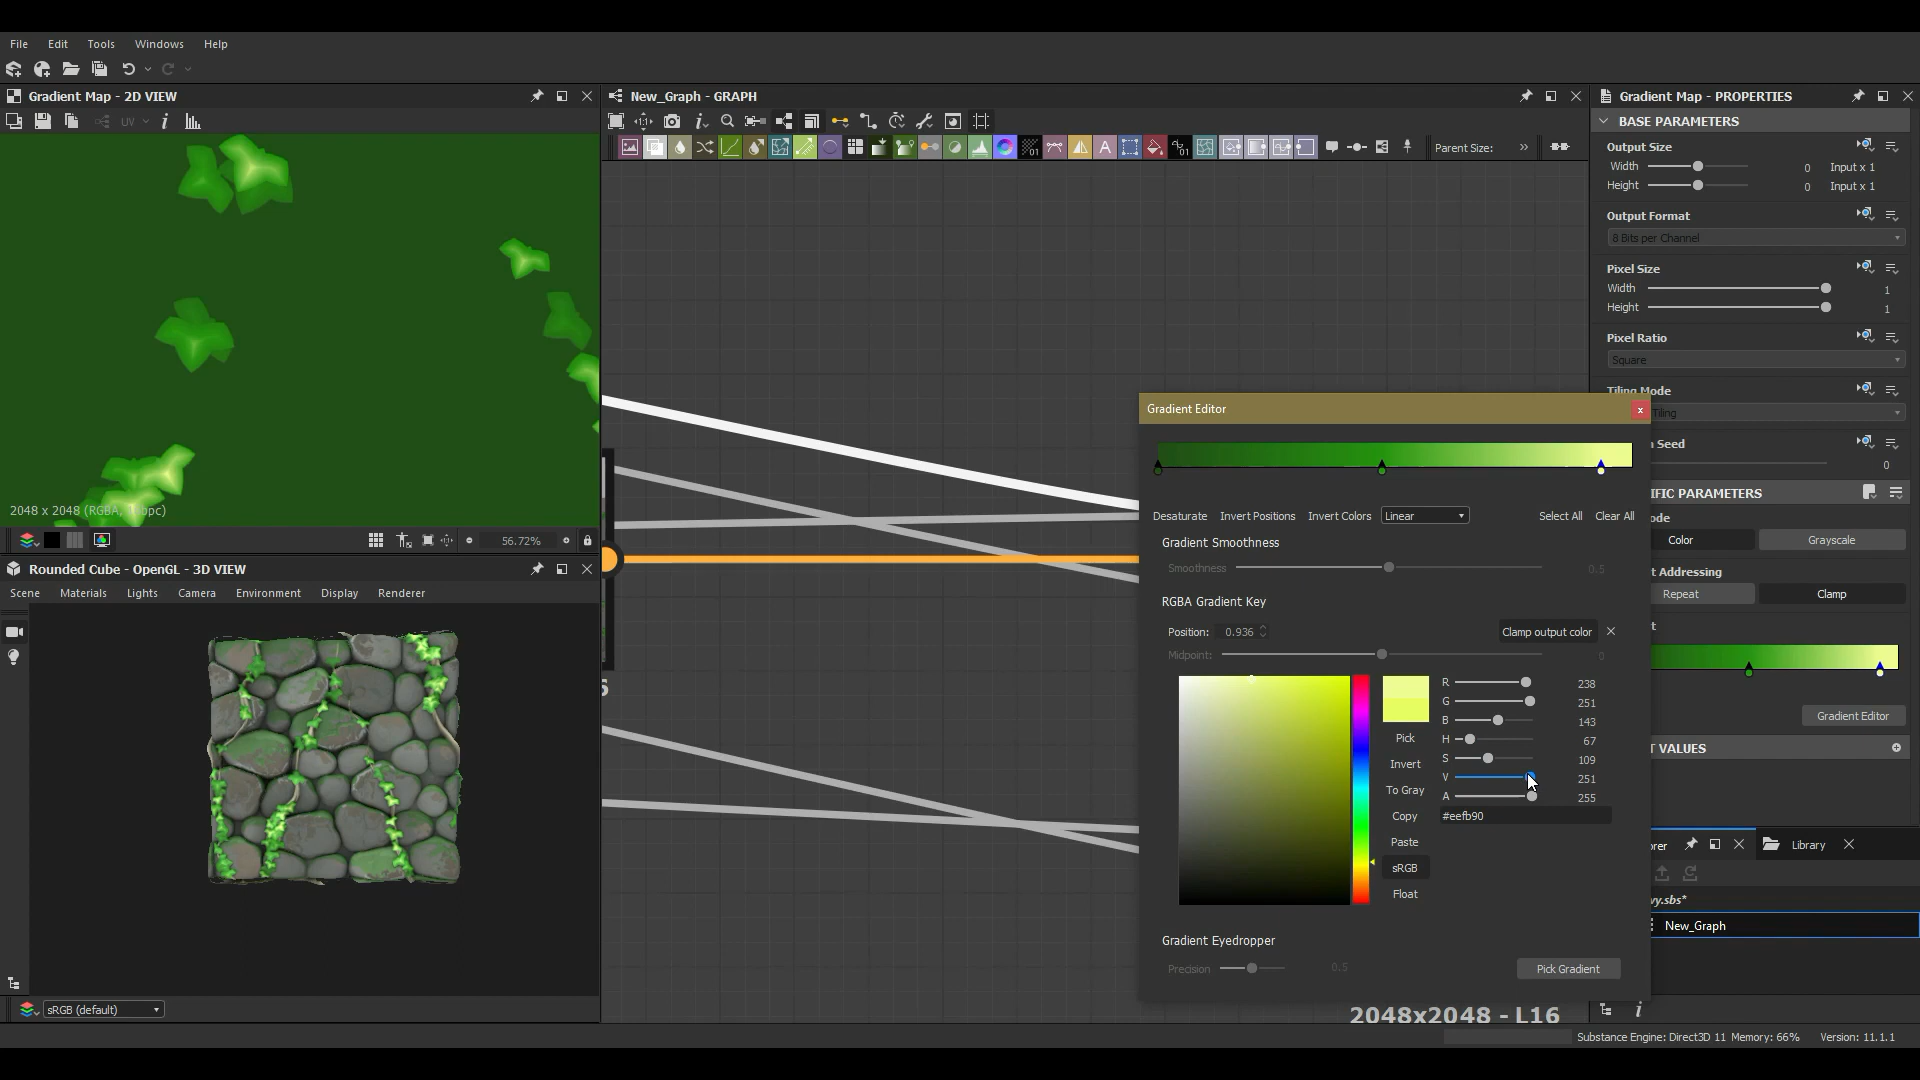 File Edit Tools Windows Help
Gradient Map - 2D VIEW
UV
2048 x 2048 (RGBA, bpc)
56.72%
Rounded Cube - OpenGL - 3D VIEW
Scene Materials Lights Camera Environment Display Renderer
sRGB (default)
New_Graph - GRAPH
Parent Size:
2048x2048 - L16
Gradient Editor
Desaturate Invert Positions Invert Colors Linear Select All Clear All
Gradient Smoothness
Smoothness 0.5
RGBA Gradient Key
Position: 0.936 Clamp output color
Midpoint: 0
R 238
G 251
B 143
H 67
S 109
V 251
A 255
#eefb90
Pick
Invert
To Gray
Copy
Paste
sRGB
Float
Gradient Eyedropper
Precision 0.5 Pick Gradient
Gradient Map - PROPERTIES
BASE PARAMETERS
Output Size
Width 0 Input x 1
Height 0 Input x 1
Output Format
8 Bits per Channel
Pixel Size
Width 1
Height 1
Pixel Ratio
Square
Tiling Mode
Tiling
Seed
0
IFIC PARAMETERS
ode
Color Grayscale
t Addressing
Repeat Clamp
t
Gradient Editor
T VALUES
orer Library
vy.sbs*
New_Graph
Substance Engine: Direct3D 11 Memory: 66% Version: 11.1.1